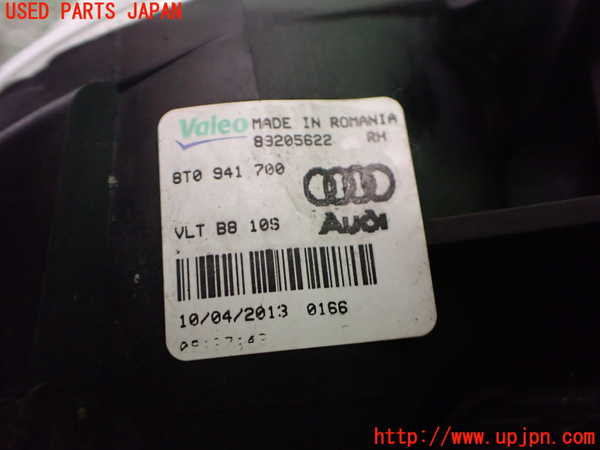 USED PARTS JAPAN
Valeo MADE IN ROMANIA
89205622 RH
8T0 941 700
VLT B8 10S
Audi
10/04/2013 0166
http://www.upjpn.com/